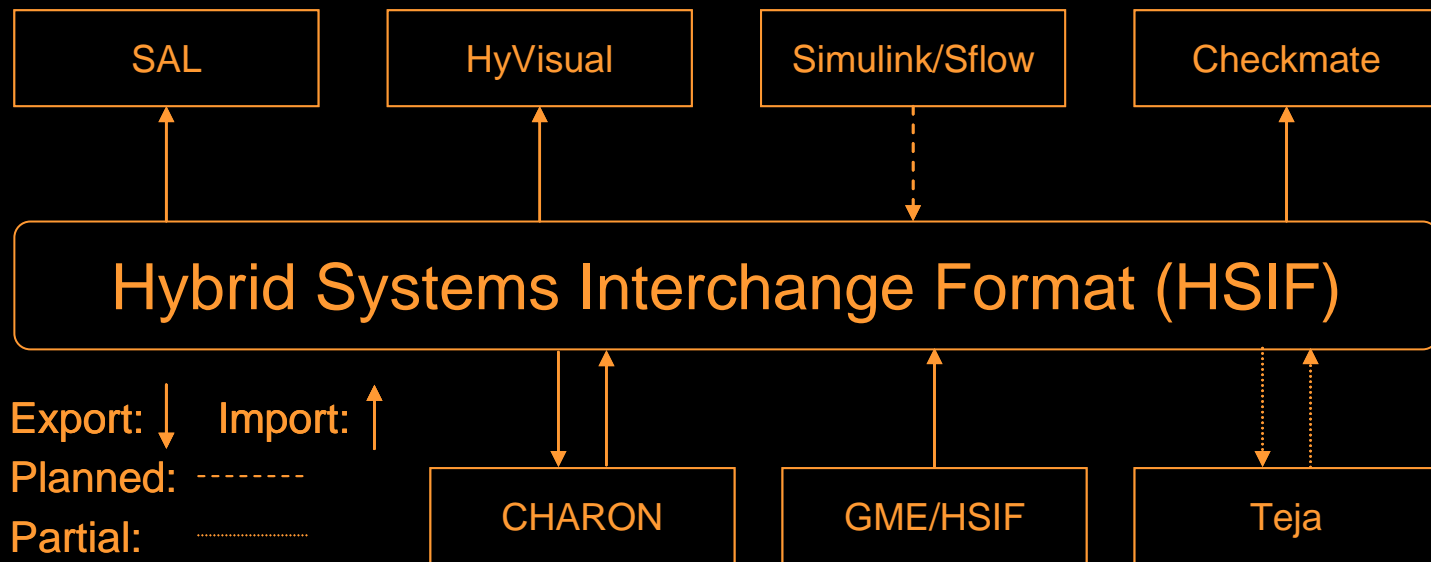 SAL
HyVisual
Simulink/Sflow
Checkmate
Hybrid Systems Interchange Format (HSIF)
Export: Import:
Planned:
Partial:
CHARON
GME/HSIF
Teja